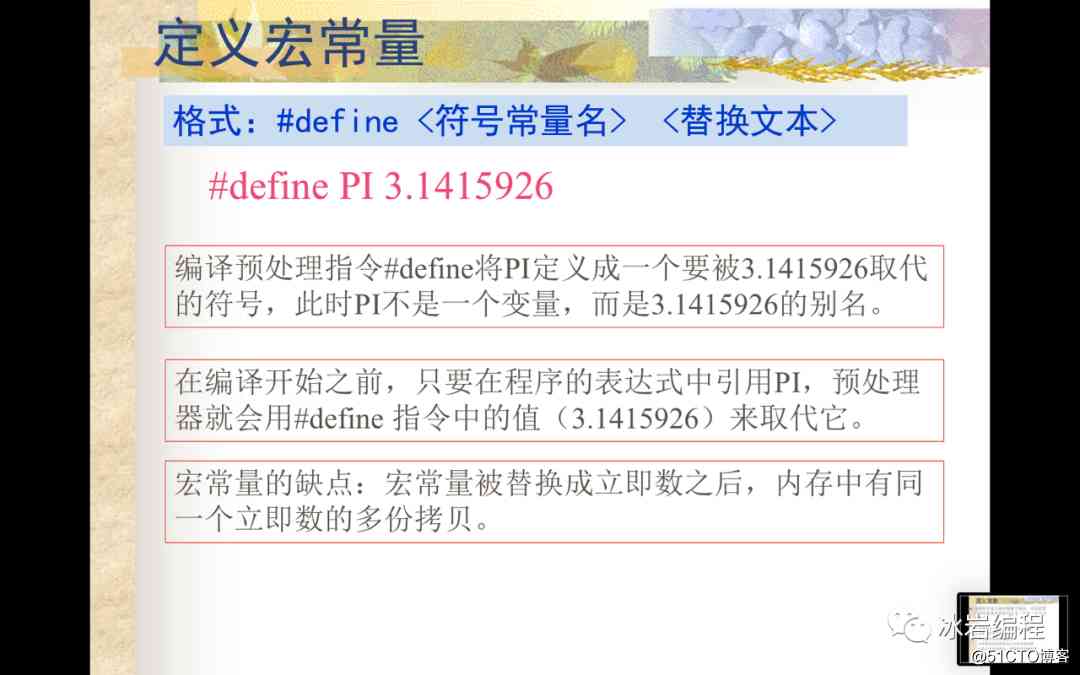 定义宏常量
格式：#define <符号常量名> <替换文本>
#define PI 3.1415926
编译预处理指令#define将PI定义成一个要被3.1415926取代
的符号，此时PI不是一个变量，而是3.1415926的别名。
在编译开始之前，只要在程序的表达式中引用PI，预处理
器就会用#define 指令中的值（3.1415926）来取代它。
宏常量的缺点：宏常量被替换成立即数之后，内存中有同
一个立即数的多份拷贝。
冰岩编程
@51CTO博客